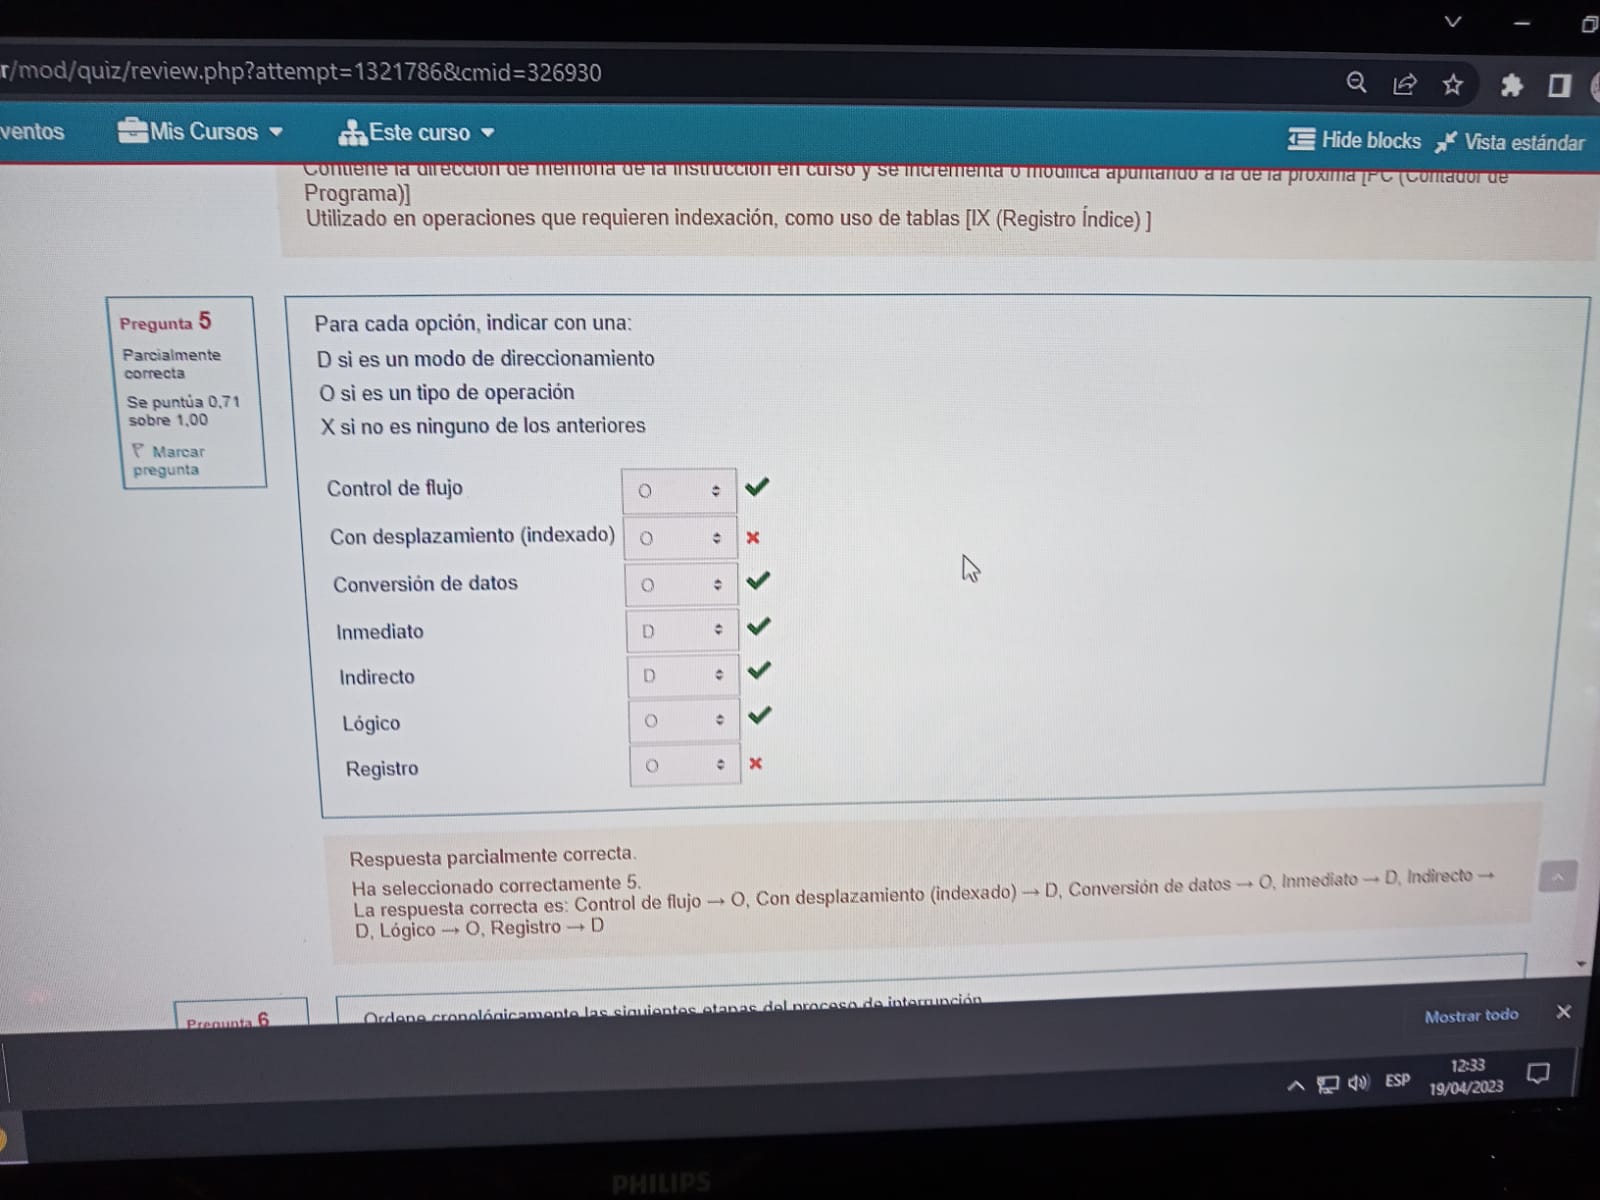 r/mod/quiz/review.php?attempt=1321786&cmid=326930
ventos Mis Cursos Este curso Hide blocks Vista estándar
Contiene la dirección de memoria de la instrucción en curso y se incrementa o modifica apuntando a la de la próxima [PC (Contador de
Programa)]
Utilizado en operaciones que requieren indexación, como uso de tablas [IX (Registro Índice) ]
Pregunta 5
Parcialmente
correcta
Se puntúa 0,71
sobre 1,00
Marcar
pregunta
Para cada opción, indicar con una:
D si es un modo de direccionamiento
O si es un tipo de operación
X si no es ninguno de los anteriores
Control de flujo O
Con desplazamiento (indexado) O
Conversión de datos O
Inmediato D
Indirecto D
Lógico O
Registro O
Respuesta parcialmente correcta.
Ha seleccionado correctamente 5.
La respuesta correcta es: Control de flujo → O, Con desplazamiento (indexado) → D, Conversión de datos → O, Inmediato → D, Indirecto →
D, Lógico → O, Registro → D
Pregunta 6
Ordene cronológicamente las siguientes etapas del proceso de interrupción
Mostrar todo
ESP
12:33
19/04/2023
PHILIPS